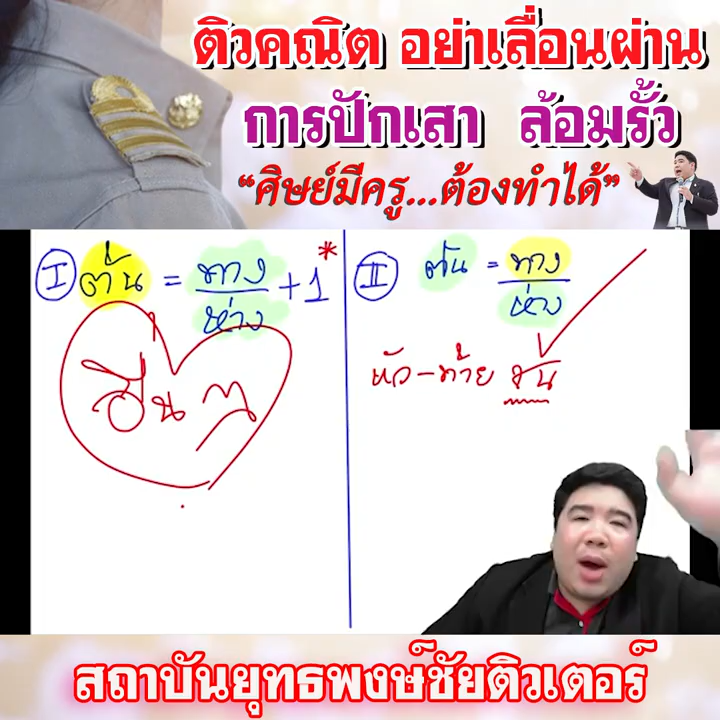 ติวคณิต อย่าเลื่อนผ่าน
การปักเสา ล้อมรั้ว
“ศิษย์มีครู...ต้องทำได้”
I ต้น = ทาง/ห่าง + 1 *
อื่น ๆ
II ต้น = ทาง/ห่าง
หัว - ท้าย ชน
สถาบันยุทธพงษ์ชัยติวเตอร์